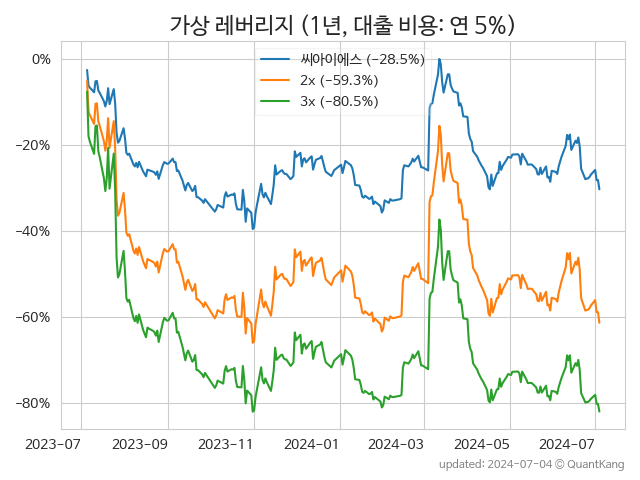 가상 레버리지 (1년, 대출 비용: 연 5%)
씨아이에스 (−28.5%)
2x (−59.3%)
3x (−80.5%)
0%
−20%
−40%
−60%
−80%
2023-07 2023-09 2023-11 2024-01 2024-03 2024-05 2024-07
updated: 2024-07-04 © QuantKang